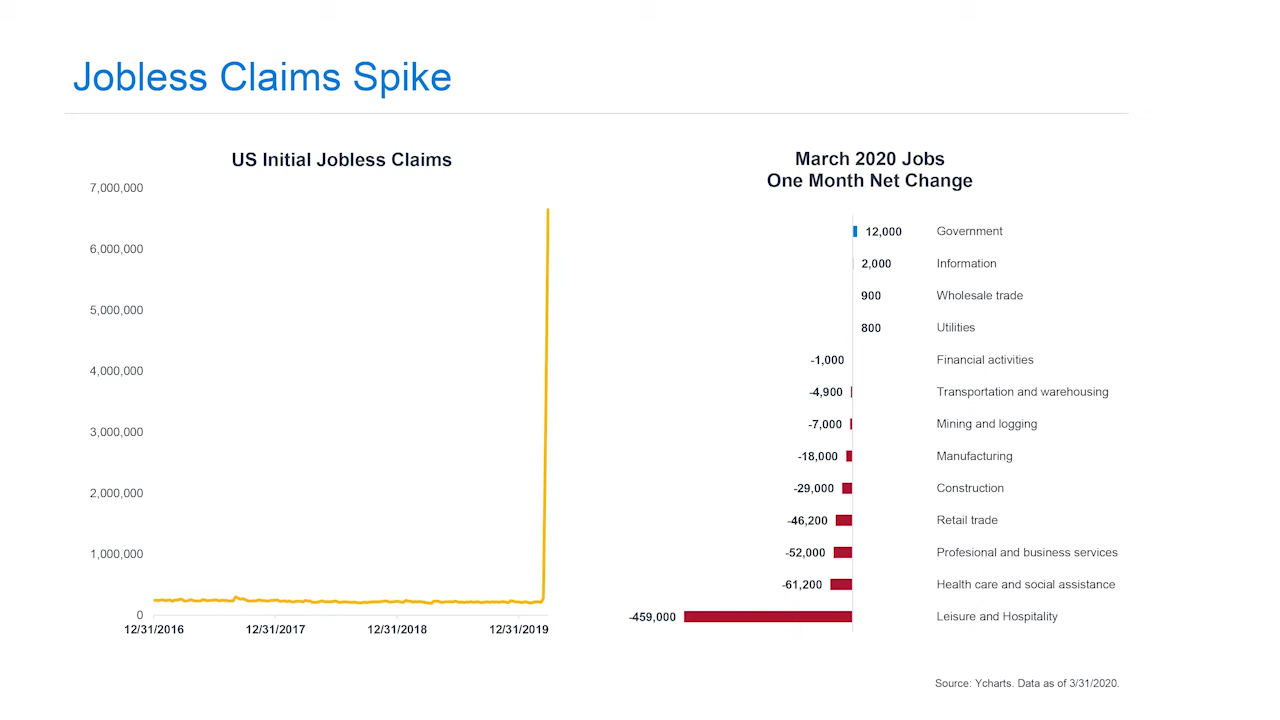 Jobless Claims Spike
US Initial Jobless Claims
7,000,000
6,000,000
5,000,000
4,000,000
3,000,000
2,000,000
1,000,000
0
12/31/2016 12/31/2017 12/31/2018 12/31/2019
March 2020 Jobs
One Month Net Change
12,000 Government
2,000 Information
900 Wholesale trade
800 Utilities
-1,000 Financial activities
-4,900 Transportation and warehousing
-7,000 Mining and logging
-18,000 Manufacturing
-29,000 Construction
-46,200 Retail trade
-52,000 Profesional and business services
-61,200 Health care and social assistance
-459,000 Leisure and Hospitality
Source: Ycharts. Data as of 3/31/2020.